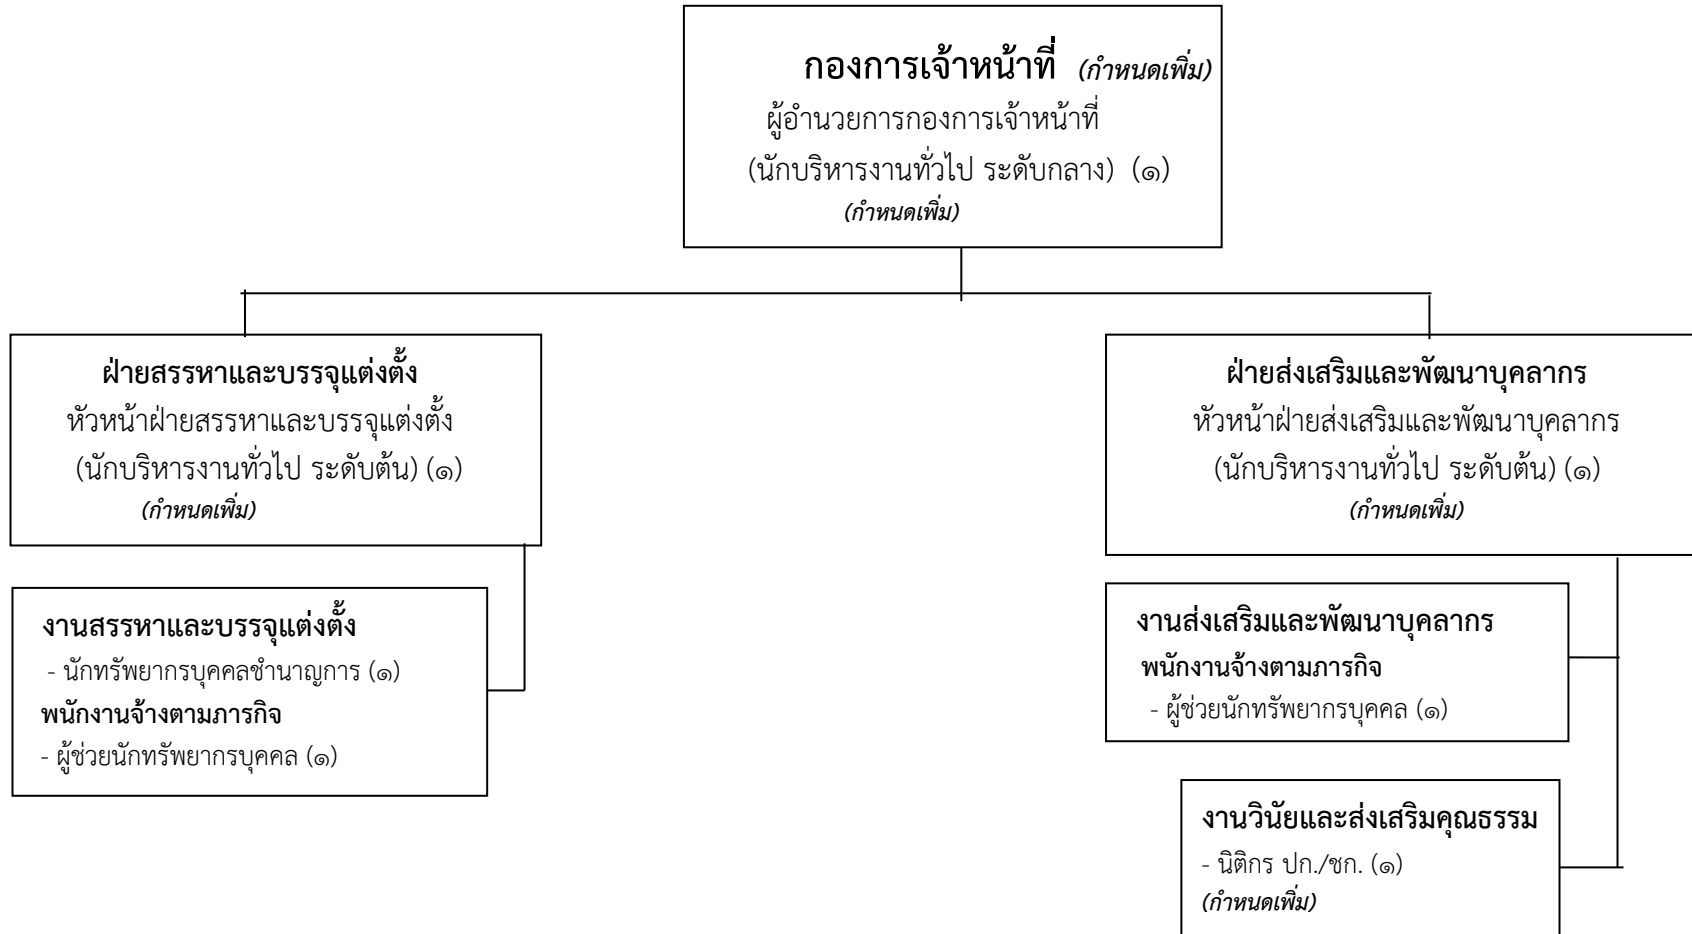 กองการเจ้าหน้าที่ (กำหนดเพิ่ม)
ผู้อำนวยการกองการเจ้าหน้าที่
(นักบริหารงานทั่วไป ระดับกลาง) (๑)
(กำหนดเพิ่ม)
ฝ่ายสรรหาและบรรจุแต่งตั้ง
หัวหน้าฝ่ายสรรหาและบรรจุแต่งตั้ง
(นักบริหารงานทั่วไป ระดับต้น) (๑)
(กำหนดเพิ่ม)
งานสรรหาและบรรจุแต่งตั้ง
- นักทรัพยากรบุคคลชำนาญการ (๑)
พนักงานจ้างตามภารกิจ
- ผู้ช่วยนักทรัพยากรบุคคล (๑)
ฝ่ายส่งเสริมและพัฒนาบุคลากร
หัวหน้าฝ่ายส่งเสริมและพัฒนาบุคลากร
(นักบริหารงานทั่วไป ระดับต้น) (๑)
(กำหนดเพิ่ม)
งานส่งเสริมและพัฒนาบุคลากร
พนักงานจ้างตามภารกิจ
- ผู้ช่วยนักทรัพยากรบุคคล (๑)
งานวินัยและส่งเสริมคุณธรรม
- นิติกร ปก./ชก. (๑)
(กำหนดเพิ่ม)